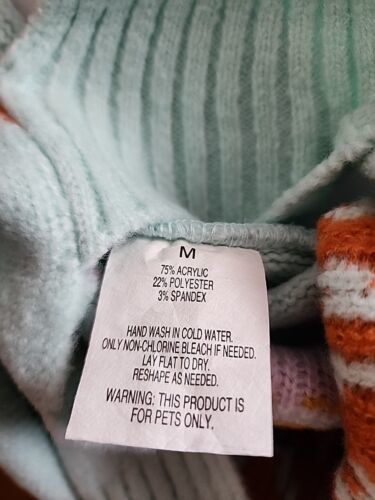 M
75% ACRYLIC
22% POLYESTER
3% SPANDEX
HAND WASH IN COLD WATER.
ONLY NON-CHLORINE BLEACH IF NEEDED.
LAY FLAT TO DRY.
RESHAPE AS NEEDED.
WARNING: THIS PRODUCT IS
FOR PETS ONLY.